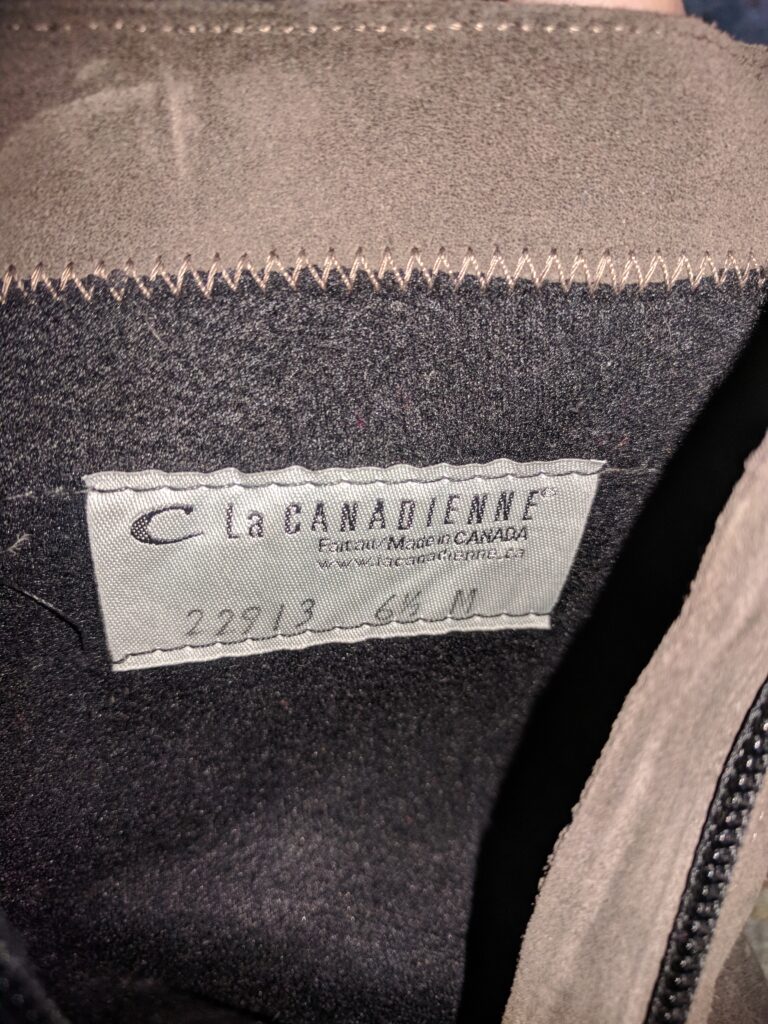 C La CANADIENNE®
Fait au/Made in CANADA
www.lacanadienne.ca
22913 6½ M